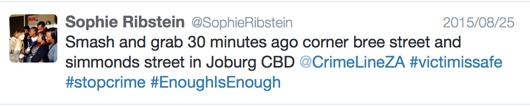 Sophie Ribstein @SophieRibstein 2015/08/25
Smash and grab 30 minutes ago corner bree street and
simmonds street in Joburg CBD @CrimeLineZA #victimissafe
#stopcrime #EnoughIsEnough